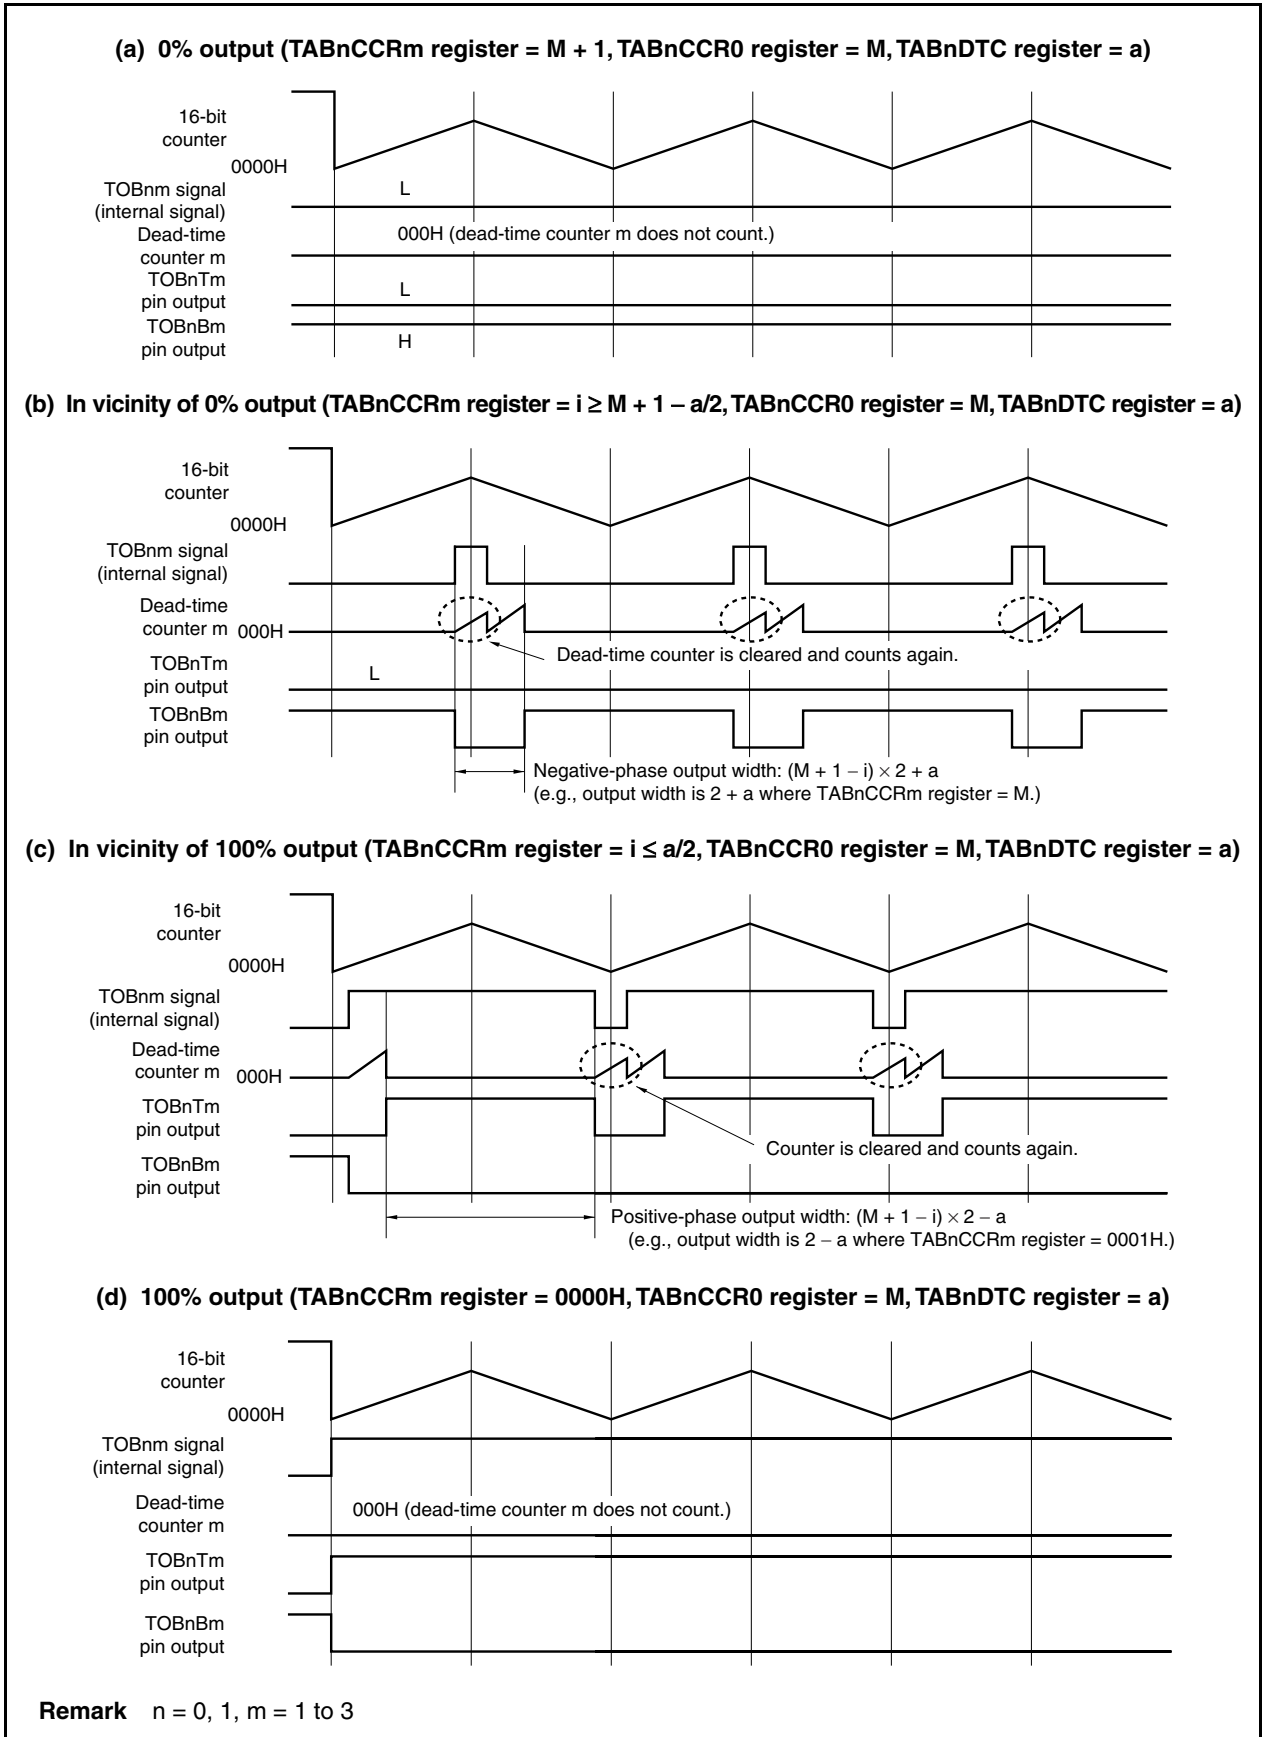 (a) 0% output (TABnCCRm register = M + 1, TABnCCR0 register = M, TABnDTC register = a)
16-bit
counter
0000H
TOBnm signal
(internal signal)
L
Dead-time
counter m
000H (dead-time counter m does not count.)
TOBnTm
pin output
L
TOBnBm
pin output
H
(b) In vicinity of 0% output (TABnCCRm register = i ≥ M + 1 − a/2, TABnCCR0 register = M, TABnDTC register = a)
16-bit
counter
0000H
TOBnm signal
(internal signal)
Dead-time
counter m
000H
Dead-time counter is cleared and counts again.
TOBnTm
pin output
L
TOBnBm
pin output
Negative-phase output width: (M + 1 − i) × 2 + a
(e.g., output width is 2 + a where TABnCCRm register = M.)
(c) In vicinity of 100% output (TABnCCRm register = i ≤ a/2, TABnCCR0 register = M, TABnDTC register = a)
16-bit
counter
0000H
TOBnm signal
(internal signal)
Dead-time
counter m
000H
TOBnTm
pin output
Counter is cleared and counts again.
TOBnBm
pin output
Positive-phase output width: (M + 1 − i) × 2 − a
(e.g., output width is 2 − a where TABnCCRm register = 0001H.)
(d) 100% output (TABnCCRm register = 0000H, TABnCCR0 register = M, TABnDTC register = a)
16-bit
counter
0000H
TOBnm signal
(internal signal)
Dead-time
counter m
000H (dead-time counter m does not count.)
TOBnTm
pin output
TOBnBm
pin output
Remark n = 0, 1, m = 1 to 3